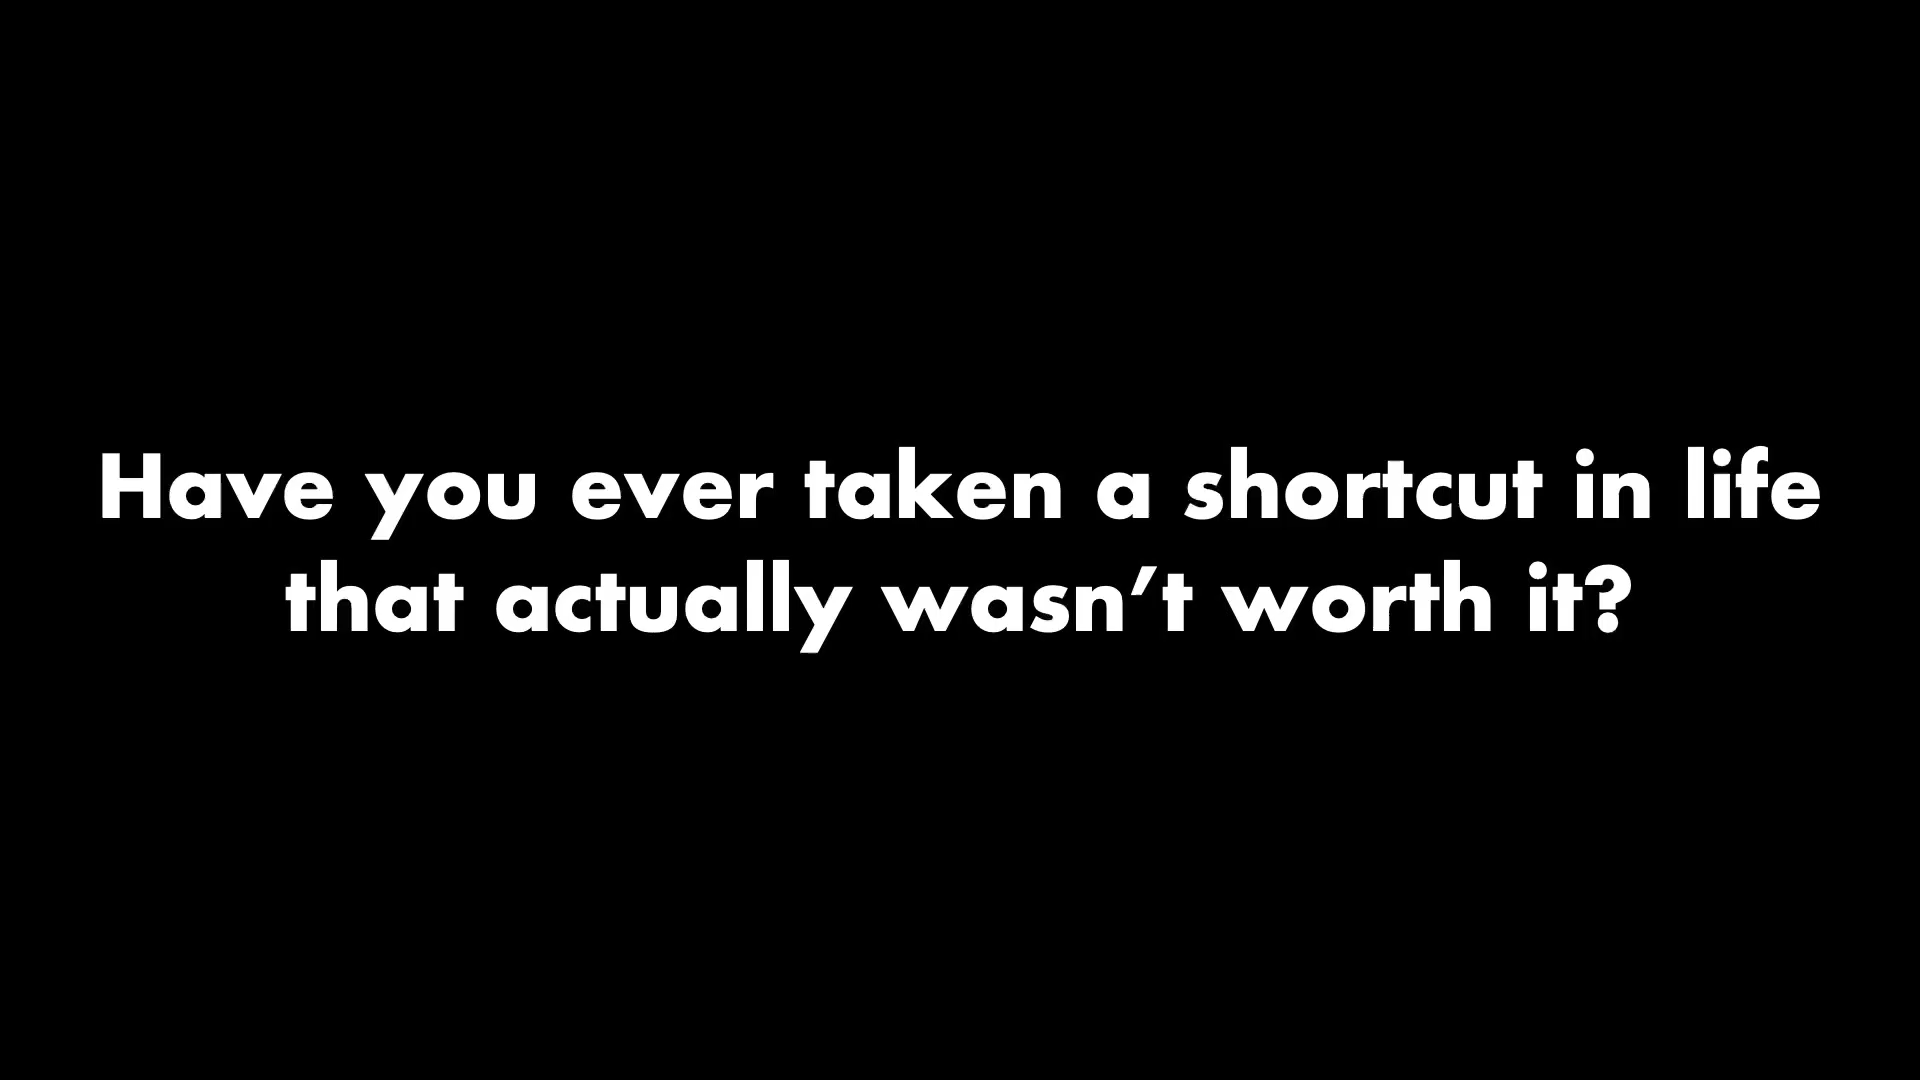 Have you ever taken a shortcut in life
that actually wasn’t worth it?